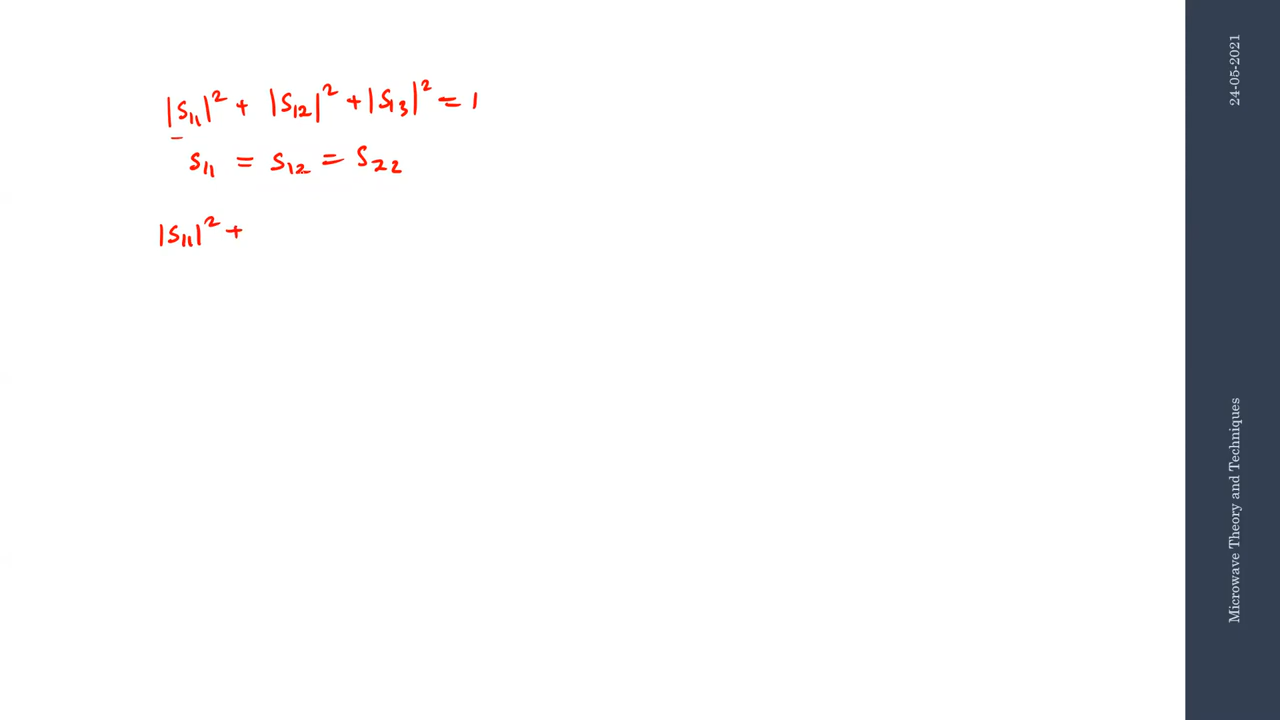 |S₁₁|² + |S₁₂|² + |S₁₃|² = 1
S₁₁ = S₁₂ = S₂₂
|S₁₁|² +
24-05-2021
Microwave Theory and Techniques